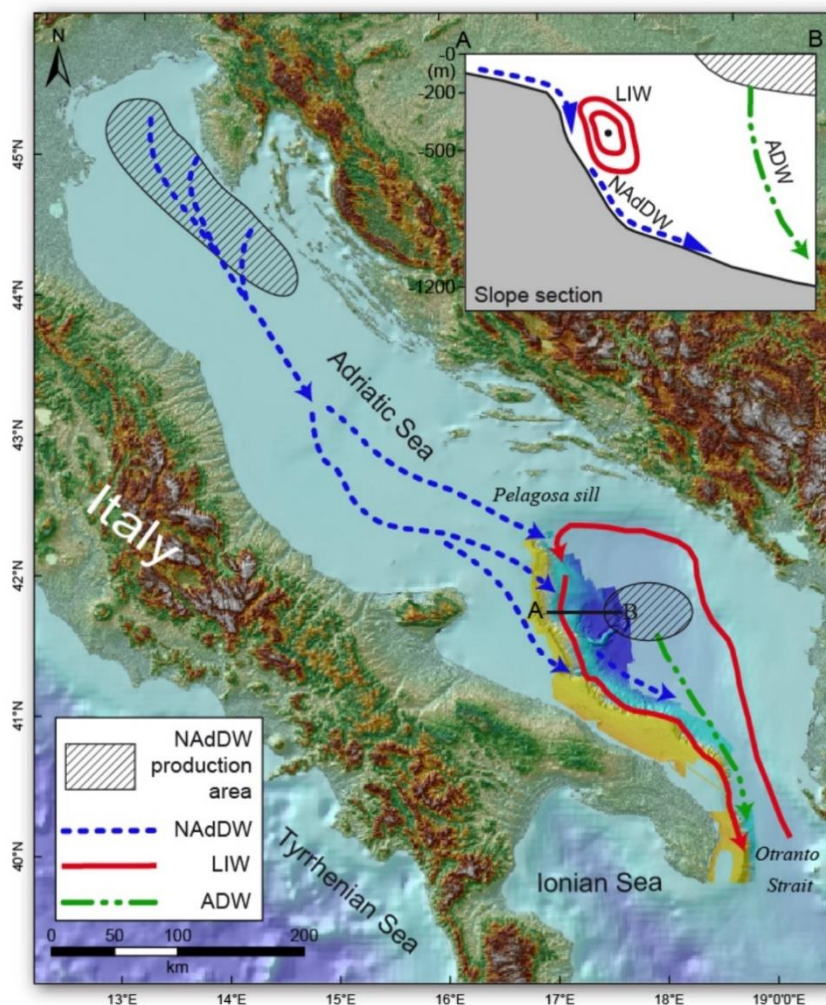 N
45°N
44°N
43°N
42°N
41°N
40°N
A
B
-0
(m)
-200
-500
-1200
LIW
NAdDW
ADW
Slope section
Adriatic Sea
Italy
Pelagosa sill
A
B
Otranto
Strait
Ionian Sea
Tyrrhenian Sea
NAdDW
production
area
NAdDW
LIW
ADW
0 50 100 200
km
13°E 14°E 15°E 16°E 17°E 18°E 19°0'0"E